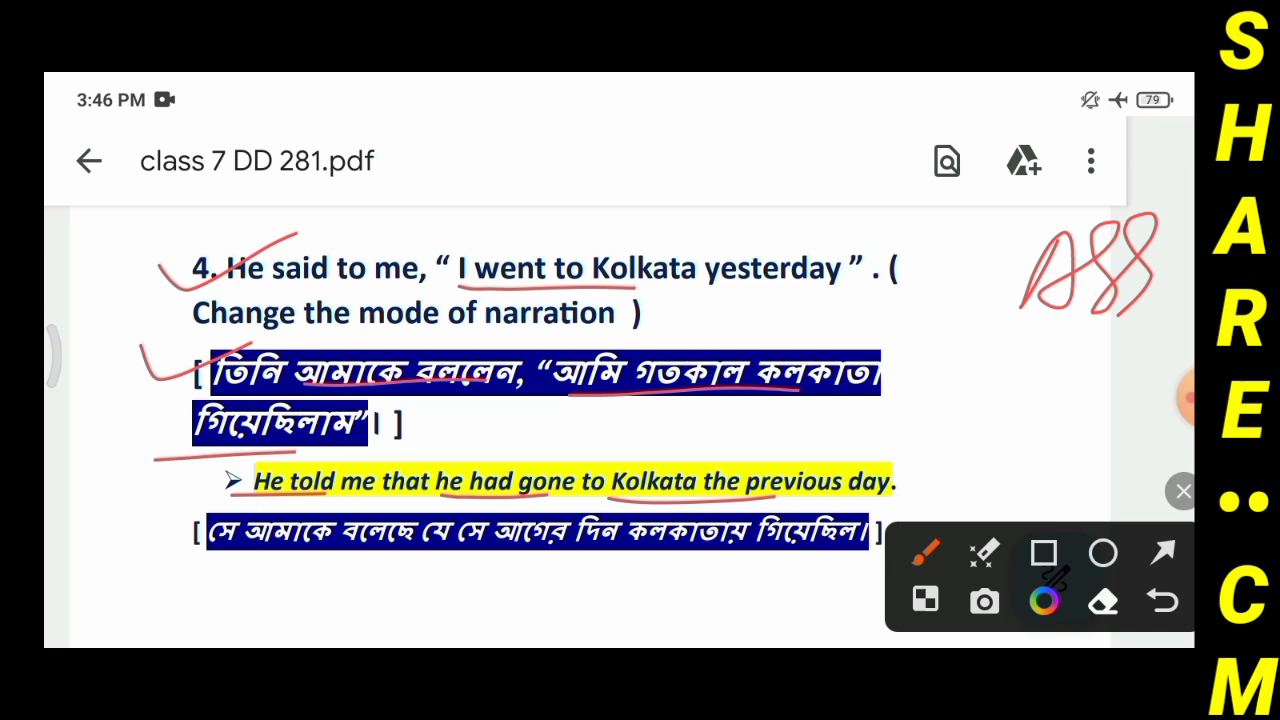 3:46 PM
79
class 7 DD 281.pdf
4. He said to me, “ I went to Kolkata yesterday ” . (
Change the mode of narration )
[ তিনি আমাকে বললেন, “আমি গতকাল কলকাতা
গিয়েছিলাম”। ]
➢ He told me that he had gone to Kolkata the previous day.
[ সে আমাকে বলেছে যে সে আগের দিন কলকাতায় গিয়েছিল। ]
SHARE..CM